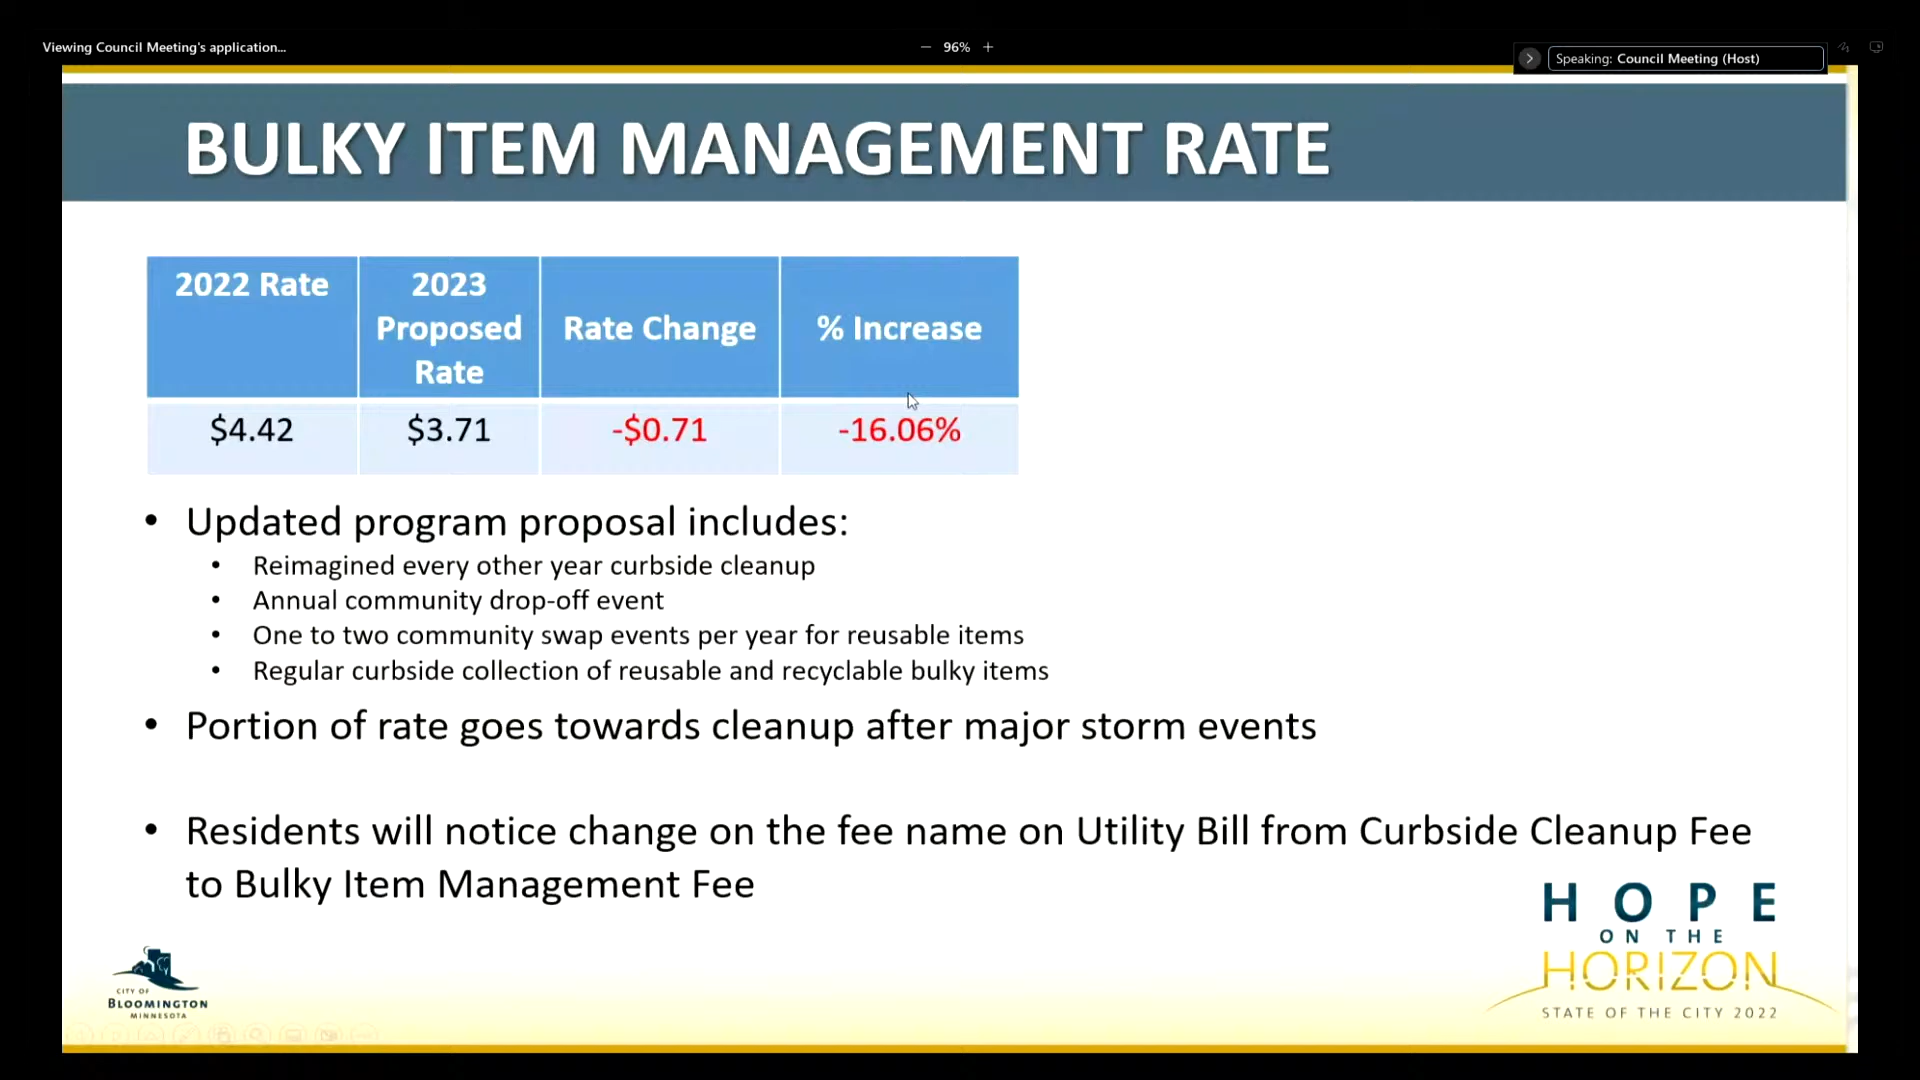 Viewing Council Meeting's application...
96%
Speaking: Council Meeting (Host)
BULKY ITEM MANAGEMENT RATE
2022 Rate
2023 Proposed Rate
Rate Change
% Increase
$4.42
$3.71
-$0.71
-16.06%
• Updated program proposal includes:
• Reimagined every other year curbside cleanup
• Annual community drop-off event
• One to two community swap events per year for reusable items
• Regular curbside collection of reusable and recyclable bulky items
• Portion of rate goes towards cleanup after major storm events
• Residents will notice change on the fee name on Utility Bill from Curbside Cleanup Fee
to Bulky Item Management Fee
CITY OF
BLOOMINGTON
MINNESOTA
HOPE
ON THE
HORIZON
STATE OF THE CITY 2022